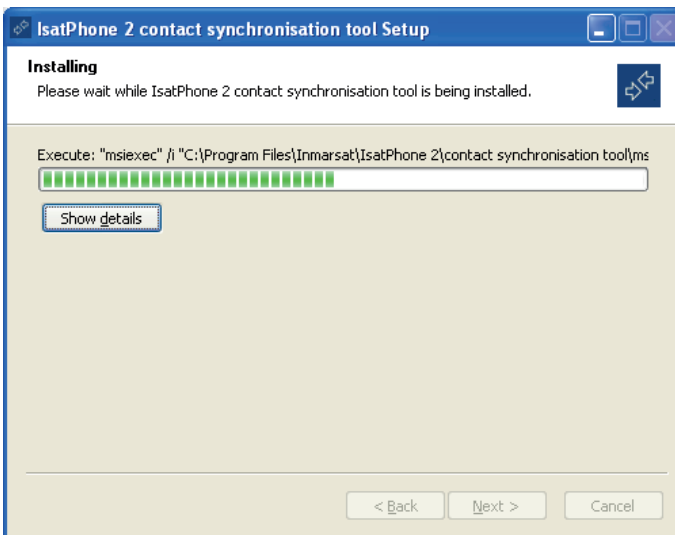 IsatPhone 2 contact synchronisation tool Setup
Installing
Please wait while IsatPhone 2 contact synchronisation tool is being installed.
Execute: "msiexec" /i "C:\Program Files\Inmarsat\IsatPhone 2\contact synchronisation tool\ms
Show details
< Back Next > Cancel